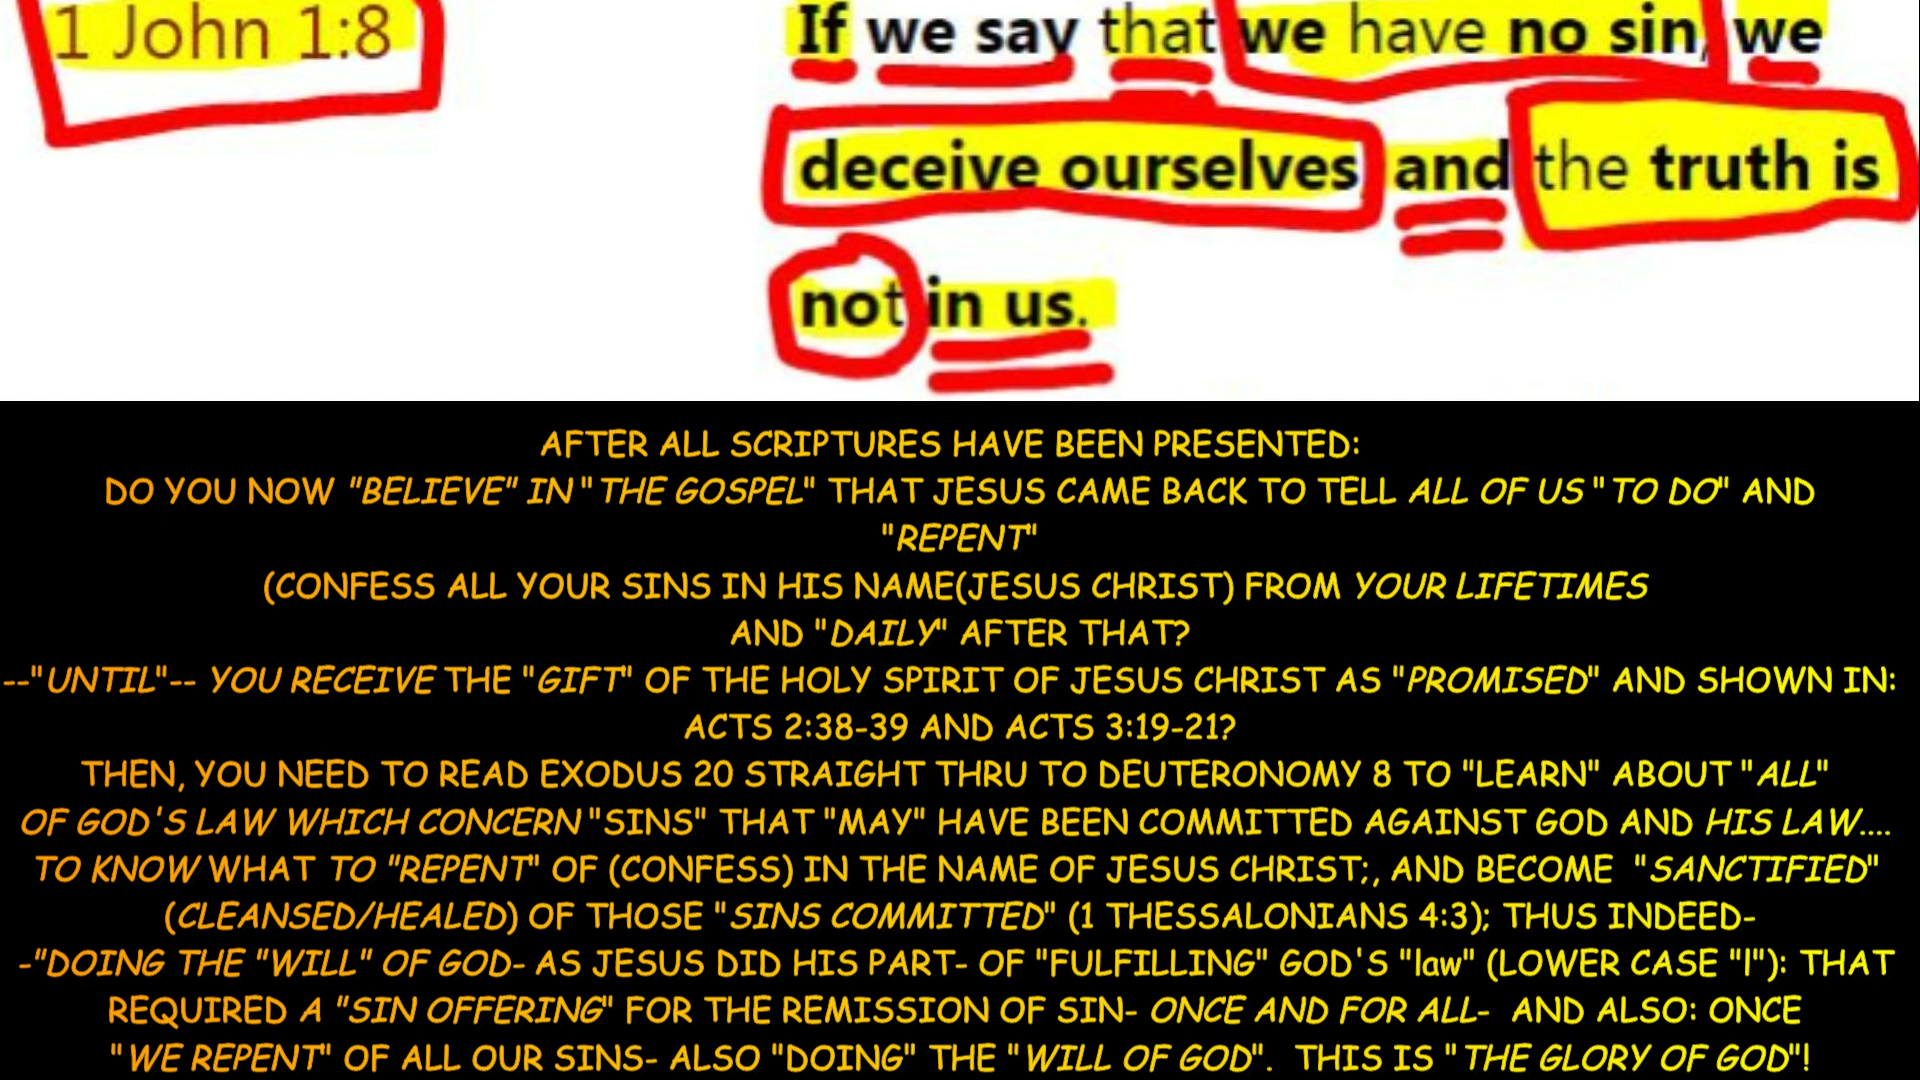 1 John 1:8
If we say that we have no sin, we
deceive ourselves and the truth is
not in us.
AFTER ALL SCRIPTURES HAVE BEEN PRESENTED:
DO YOU NOW "BELIEVE" IN "THE GOSPEL" THAT JESUS CAME BACK TO TELL ALL OF US "TO DO" AND
"REPENT"
(CONFESS ALL YOUR SINS IN HIS NAME(JESUS CHRIST) FROM YOUR LIFETIMES
AND "DAILY" AFTER THAT?
--"UNTIL"-- YOU RECEIVE THE "GIFT" OF THE HOLY SPIRIT OF JESUS CHRIST AS "PROMISED" AND SHOWN IN:
ACTS 2:38-39 AND ACTS 3:19-21?
THEN, YOU NEED TO READ EXODUS 20 STRAIGHT THRU TO DEUTERONOMY 8 TO "LEARN" ABOUT "ALL"
OF GOD'S LAW WHICH CONCERN "SINS" THAT "MAY" HAVE BEEN COMMITTED AGAINST GOD AND HIS LAW....
TO KNOW WHAT TO "REPENT" OF (CONFESS) IN THE NAME OF JESUS CHRIST;, AND BECOME "SANCTIFIED"
(CLEANSED/HEALED) OF THOSE "SINS COMMITTED" (1 THESSALONIANS 4:3); THUS INDEED-
-"DOING THE "WILL" OF GOD- AS JESUS DID HIS PART- OF "FULFILLING" GOD'S "law" (LOWER CASE "l"): THAT
REQUIRED A "SIN OFFERING" FOR THE REMISSION OF SIN- ONCE AND FOR ALL- AND ALSO: ONCE
"WE REPENT" OF ALL OUR SINS- ALSO "DOING" THE "WILL OF GOD". THIS IS "THE GLORY OF GOD"!